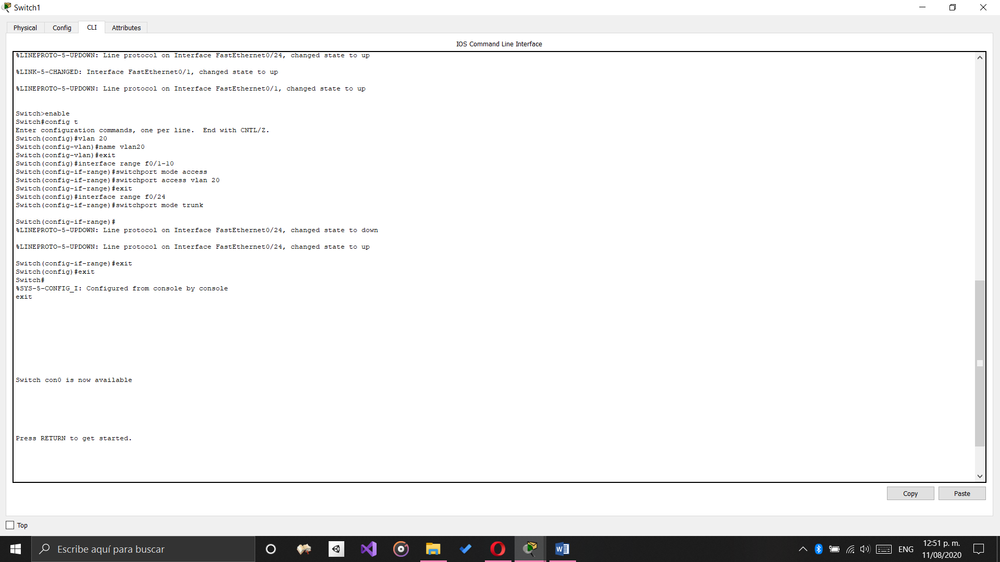 Switch1
Physical
Config
CLI
Attributes
IOS Command Line Interface
%LINEPROTO-5-UPDOWN: Line protocol on Interface FastEthernet0/24, changed state to up
%LINK-5-CHANGED: Interface FastEthernet0/1, changed state to up
%LINEPROTO-5-UPDOWN: Line protocol on Interface FastEthernet0/1, changed state to up
Switch>enable
Switch#config t
Enter configuration commands, one per line.  End with CNTL/Z.
Switch(config)#vlan 20
Switch(config-vlan)#name vlan20
Switch(config-vlan)#exit
Switch(config)#interface range f0/1-10
Switch(config-if-range)#switchport mode access
Switch(config-if-range)#switchport access vlan 20
Switch(config-if-range)#exit
Switch(config)#interface range f0/24
Switch(config-if-range)#switchport mode trunk
Switch(config-if-range)#
%LINEPROTO-5-UPDOWN: Line protocol on Interface FastEthernet0/24, changed state to down
%LINEPROTO-5-UPDOWN: Line protocol on Interface FastEthernet0/24, changed state to up
Switch(config-if-range)#exit
Switch(config)#exit
Switch#
%SYS-5-CONFIG_I: Configured from console by console
exit
Switch con0 is now available
Press RETURN to get started.
Copy
Paste
Top
Escribe aquí para buscar
ENG
12:51 p. m.
11/08/2020